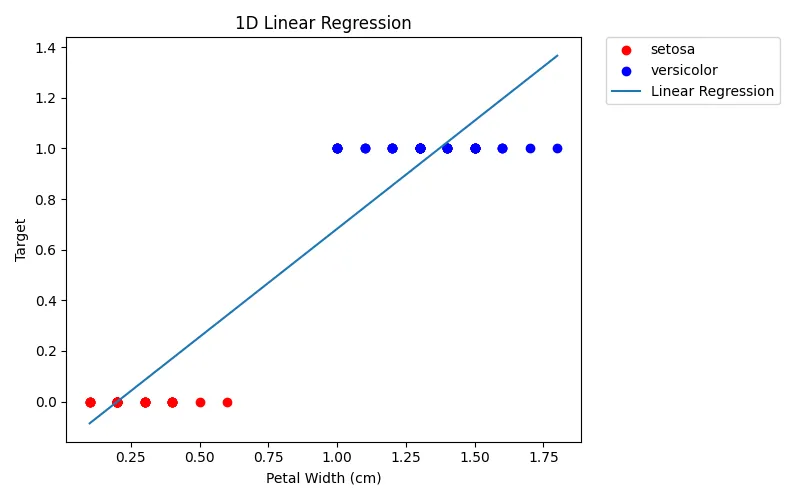 1D Linear Regression
setosa
versicolor
Linear Regression
1.4
1.2
1.0
0.8
0.6
0.4
0.2
0.0
Target
0.25 0.50 0.75 1.00 1.25 1.50 1.75
Petal Width (cm)